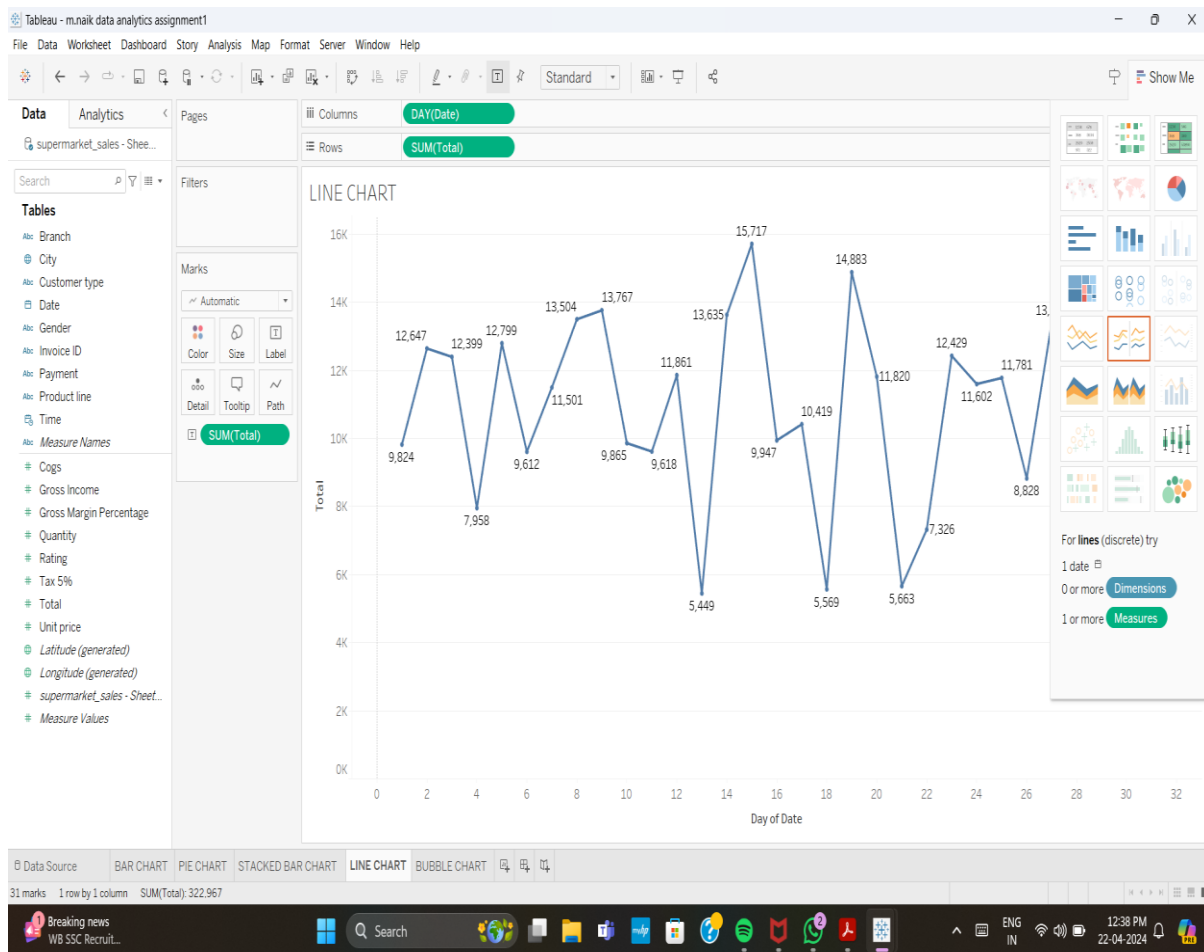 Tableau - m.naik data analytics assignment1
File Data Worksheet Dashboard Story Analysis Map Format Server Window Help
Standard
Show Me
Data
Analytics
supermarket_sales - Shee...
Search
Tables
Abc Branch
City
Abc Customer type
Date
Abc Gender
Abc Invoice ID
Abc Payment
Abc Product line
Time
Abc Measure Names
# Cogs
# Gross Income
# Gross Margin Percentage
# Quantity
# Rating
# Tax 5%
# Total
# Unit price
Latitude (generated)
Longitude (generated)
# supermarket_sales - Sheet...
# Measure Values
Pages
Filters
Marks
Automatic
Color Size Label
Detail Tooltip Path
SUM(Total)
Columns DAY(Date)
Rows SUM(Total)
LINE CHART
16K
14K
12K
10K
8K
6K
4K
2K
0K
Total
9,824
12,647
12,399
7,958
12,799
9,612
11,501
13,504
13,767
9,865
9,618
11,861
5,449
13,635
15,717
9,947
10,419
5,569
14,883
11,820
5,663
7,326
12,429
11,602
11,781
8,828
13,
0 2 4 6 8 10 12 14 16 18 20 22 24 26 28 30 32
Day of Date
For lines (discrete) try
1 date
0 or more Dimensions
1 or more Measures
Data Source BAR CHART PIE CHART STACKED BAR CHART LINE CHART BUBBLE CHART
31 marks 1 row by 1 column SUM(Total): 322,967
1
Breaking news
WB SSC Recruit...
Search
2
ENG
IN
12:38 PM
22-04-2024